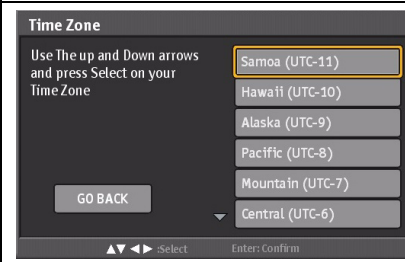 Time Zone
Use The up and Down arrows
and press Select on your
Time Zone
Samoa (UTC-11)
Hawaii (UTC-10)
Alaska (UTC-9)
Pacific (UTC-8)
Mountain (UTC-7)
Central (UTC-6)
GO BACK
▲▼ ◀▶ :Select Enter: Confirm